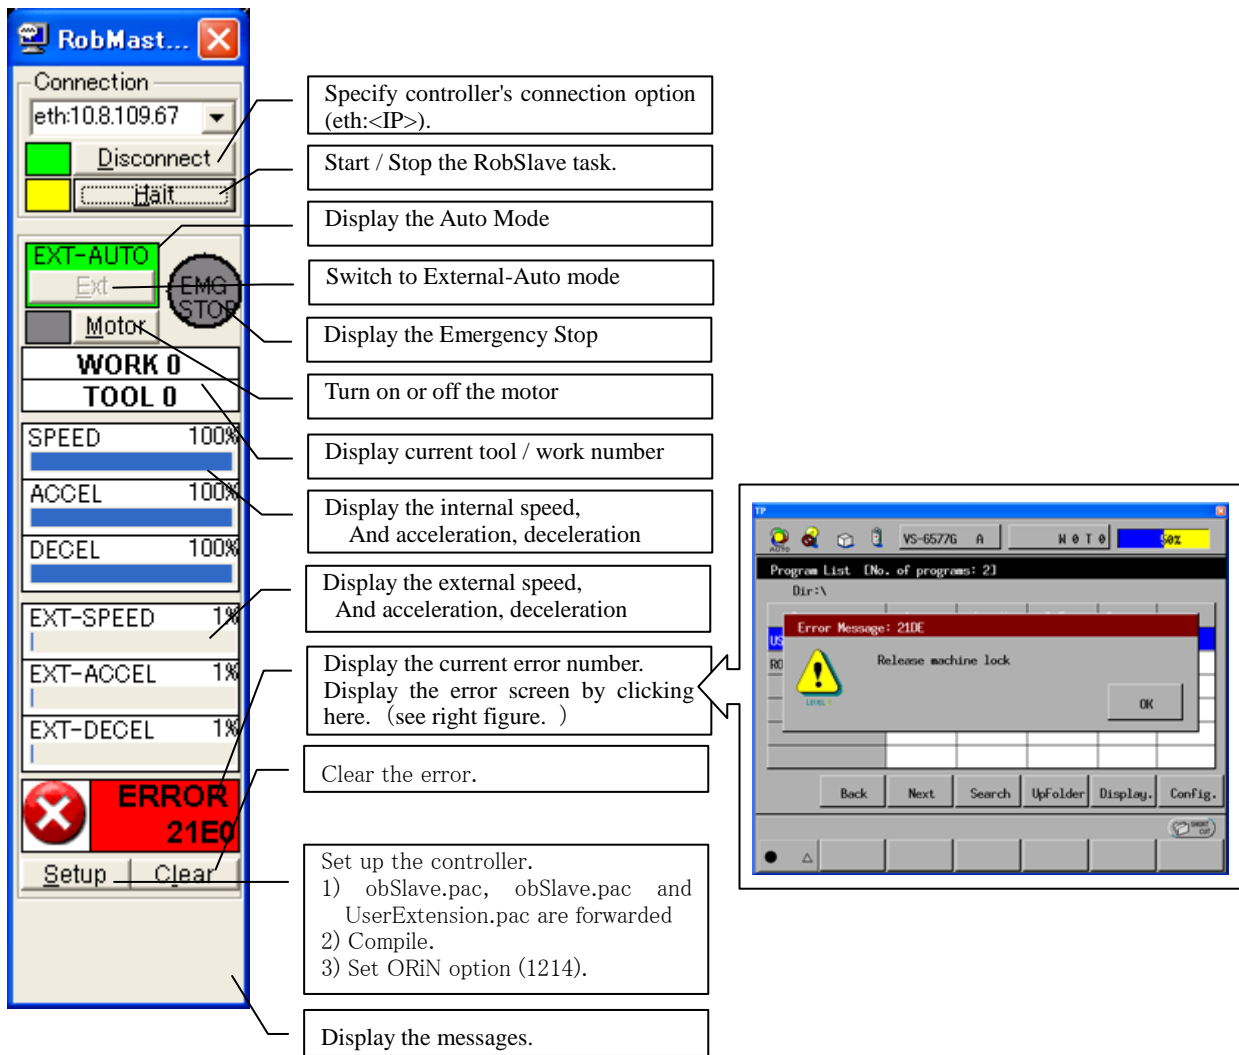 RobMast...
Connection
eth:10.8.109.67
Disconnect
Halt
EXT-AUTO
Ext
EMG
STOP
Motor
WORK 0
TOOL 0
SPEED 100%
ACCEL 100%
DECEL 100%
EXT-SPEED 1%
EXT-ACCEL 1%
EXT-DECEL 1%
ERROR
21E0
Setup Clear
Specify controller's connection option
(eth:<IP>).
Start / Stop the RobSlave task.
Display the Auto Mode
Switch to External-Auto mode
Display the Emergency Stop
Turn on or off the motor
Display current tool / work number
Display the internal speed,
And acceleration, deceleration
Display the external speed,
And acceleration, deceleration
Display the current error number.
Display the error screen by clicking
here. (see right figure. )
Clear the error.
Set up the controller.
1) obSlave.pac, obSlave.pac and
UserExtension.pac are forwarded
2) Compile.
3) Set ORiN option (1214).
Display the messages.
TP
AUTO
VS-6577G A
W 0 T 0
50%
Program List [No. of programs: 2]
Dir:\
US
RO
Error Message: 21DE
Release machine lock
LEVEL
OK
Back Next Search UpFolder Display. Config.
SHORT
CUT